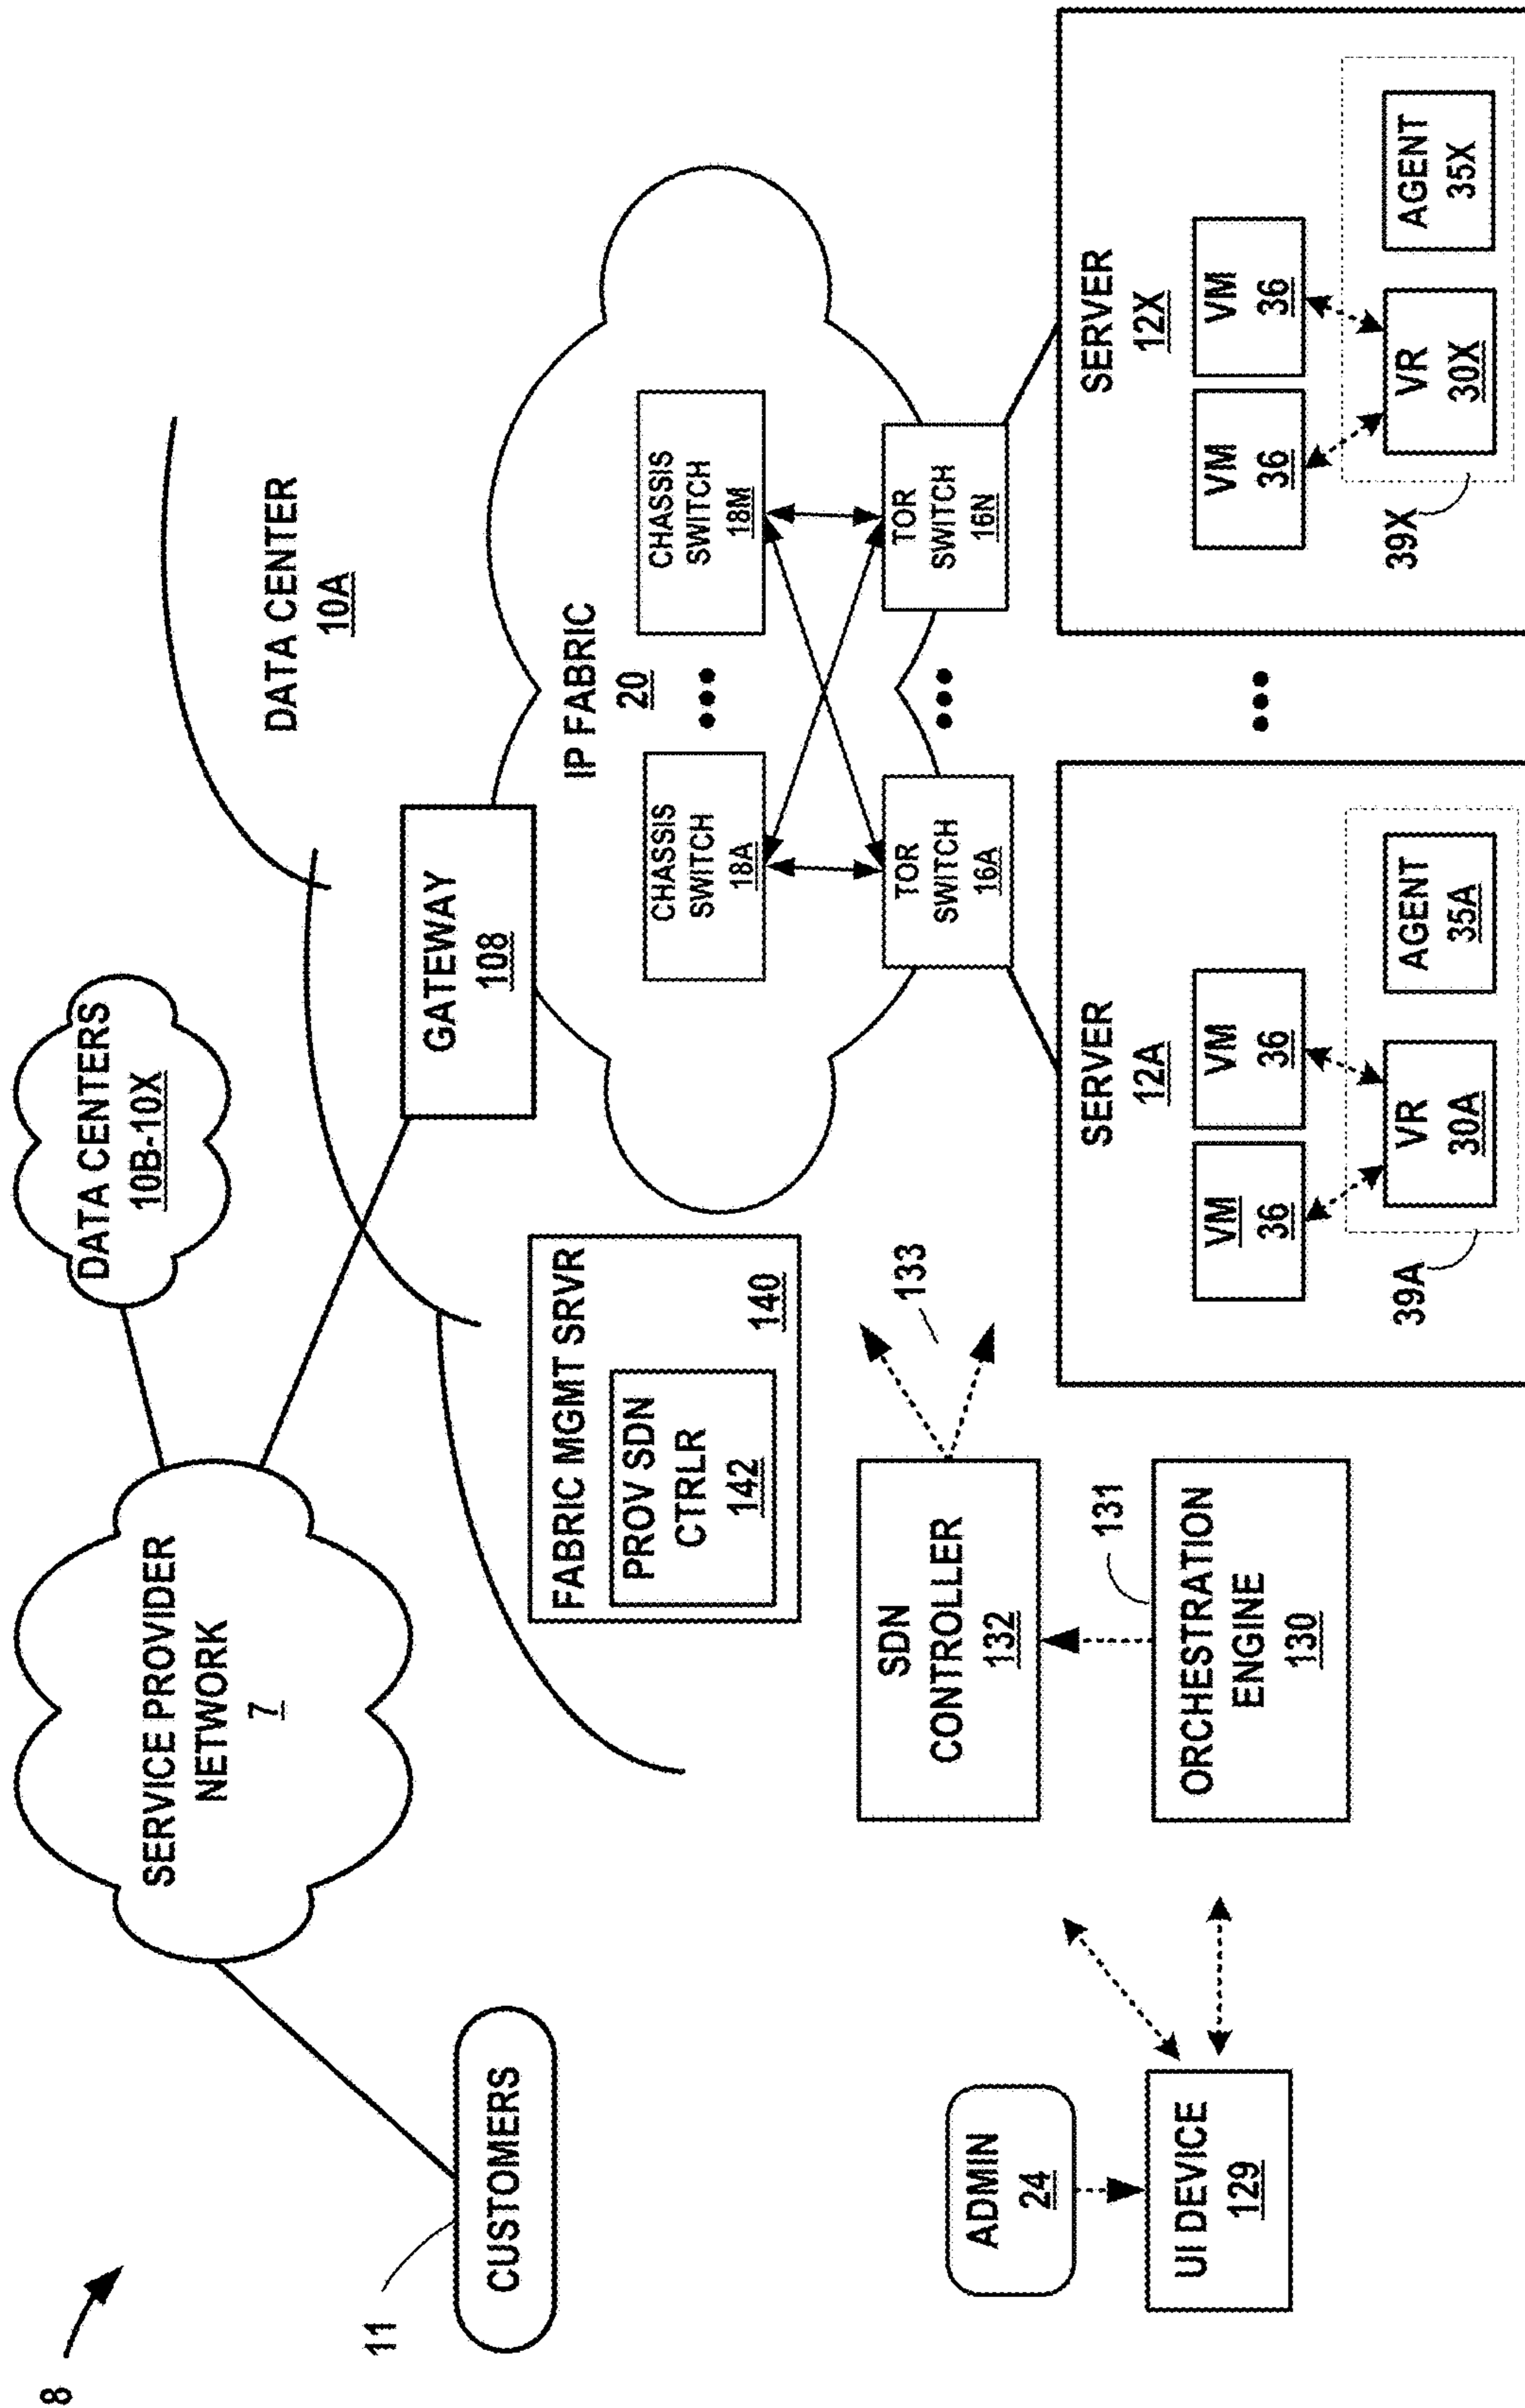 8
DATA CENTERS
10B-10X
SERVICE PROVIDER
NETWORK
7
DATA CENTER
10A
11
CUSTOMERS
GATEWAY
108
IP FABRIC
20
FABRIC MGMT SRVR
PROV SDN
CTRLR
142
140
CHASSIS
SWITCH
18A
•••
CHASSIS
SWITCH
18M
133
TOR
SWITCH
16A
•••
TOR
SWITCH
16N
SDN
CONTROLLER
132
ADMIN
24
131
UI DEVICE
129
ORCHESTRATION
ENGINE
130
SERVER
12A
VM
36
VM
36
VR
30A
AGENT
35A
39A
•••
SERVER
12X
VM
36
VM
36
VR
30X
AGENT
35X
39X